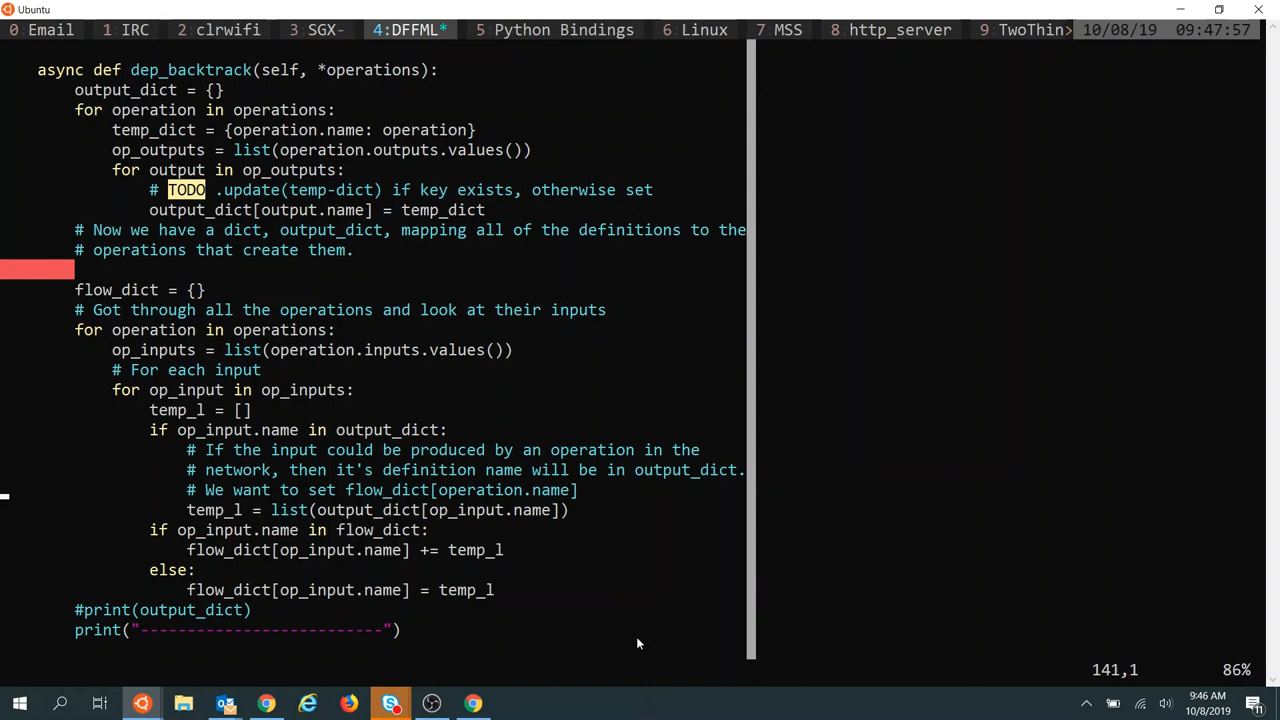 Ubuntu
0 Email 1 IRC 2 clrwifi 3 SGX- 4:DFFML* 5 Python Bindings 6 Linux 7 MSS 8 http_server 9 TwoThin> 10/08/19 09:47:57
async def dep_backtrack(self, *operations):
output_dict = {}
for operation in operations:
temp_dict = {operation.name: operation}
op_outputs = list(operation.outputs.values())
for output in op_outputs:
# TODO .update(temp-dict) if key exists, otherwise set
output_dict[output.name] = temp_dict
# Now we have a dict, output_dict, mapping all of the definitions to the
# operations that create them.
flow_dict = {}
# Got through all the operations and look at their inputs
for operation in operations:
op_inputs = list(operation.inputs.values())
# For each input
for op_input in op_inputs:
temp_l = []
if op_input.name in output_dict:
# If the input could be produced by an operation in the
# network, then it's definition name will be in output_dict.
# We want to set flow_dict[operation.name]
temp_l = list(output_dict[op_input.name])
if op_input.name in flow_dict:
flow_dict[op_input.name] += temp_l
else:
flow_dict[op_input.name] = temp_l
#print(output_dict)
print("--------------------------")
141,1 86%
9:46 AM
10/8/2019
11